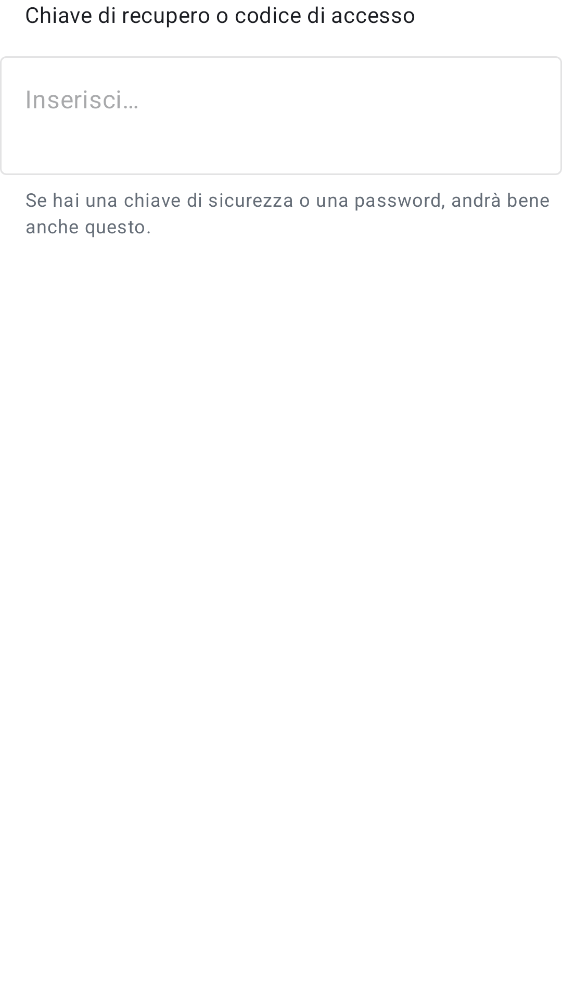 Chiave di recupero o codice di accesso
Inserisci…
Se hai una chiave di sicurezza o una password, andrà bene
anche questo.